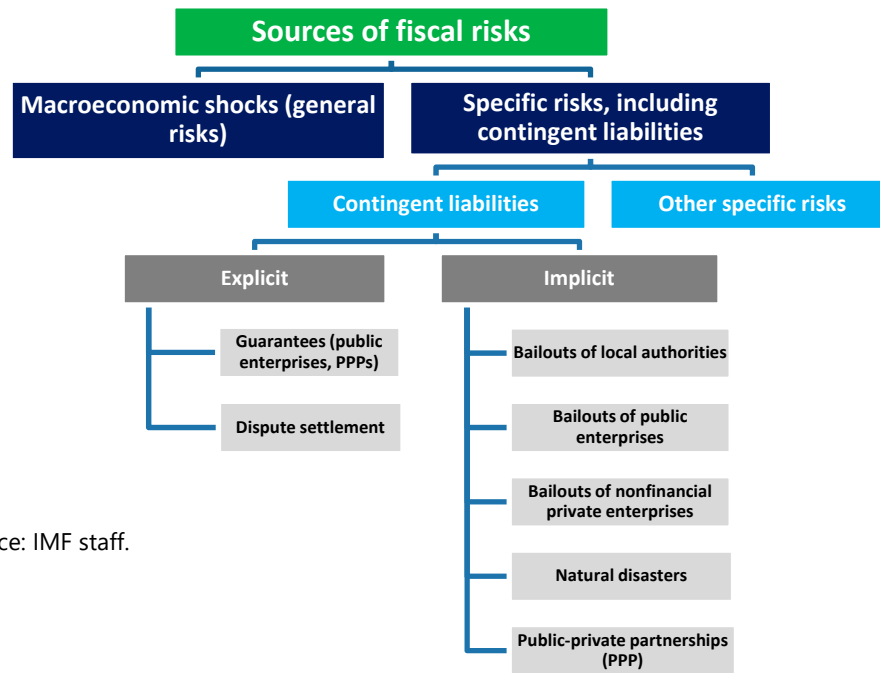 Sources of fiscal risks
Macroeconomic shocks (general
risks)
Specific risks, including
contingent liabilities
Contingent liabilities
Other specific risks
Explicit
Implicit
Guarantees (public
enterprises, PPPs)
Dispute settlement
Bailouts of local authorities
Bailouts of public
enterprises
Bailouts of nonfinancial
private enterprises
Natural disasters
Public-private partnerships
(PPP)
ce: IMF staff.